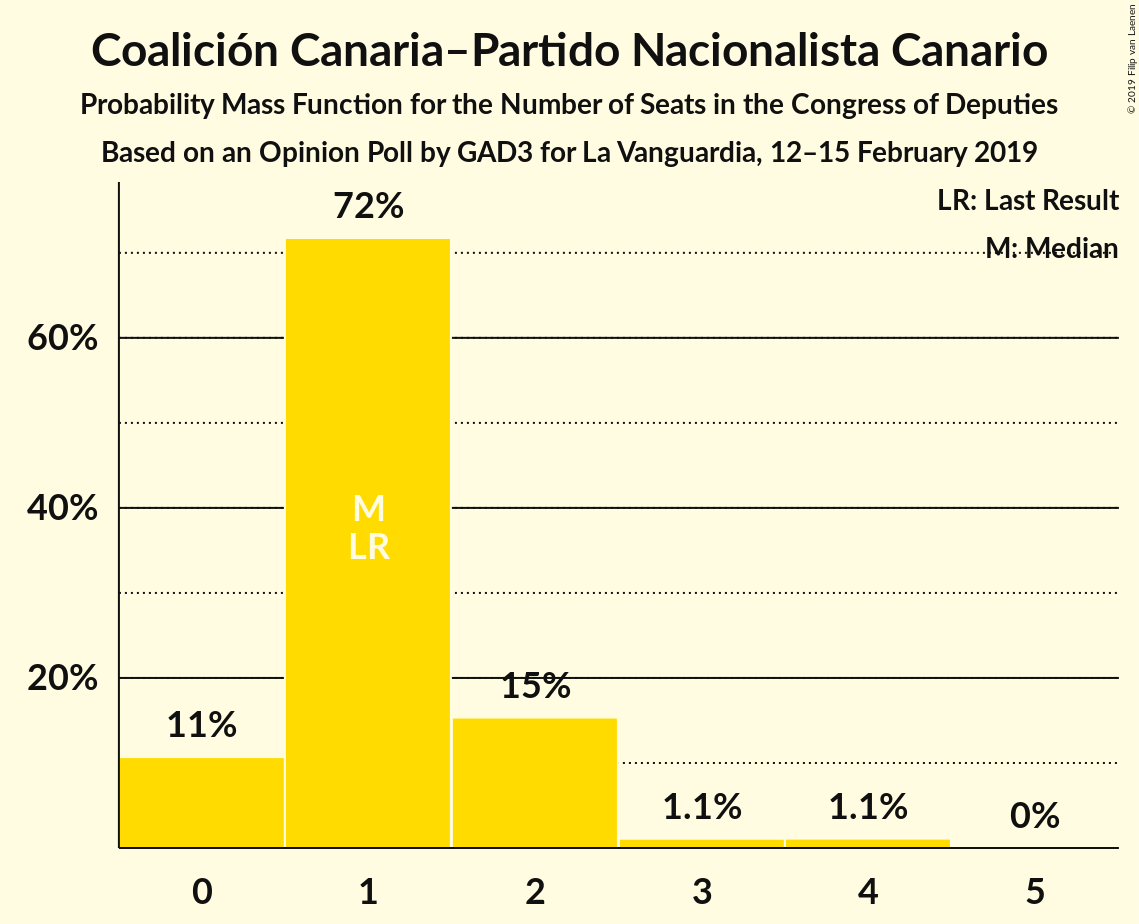 Coalición Canaria–Partido Nacionalista Canario
Probability Mass Function for the Number of Seats in the Congress of Deputies
Based on an Opinion Poll by GAD3 for La Vanguardia, 12–15 February 2019
© 2019 Filip van Laenen
LR: Last Result
M: Median
72%
60%
40%
M
LR
20%
15%
11%
1.1%
1.1%
0%
0
1
2
3
4
5